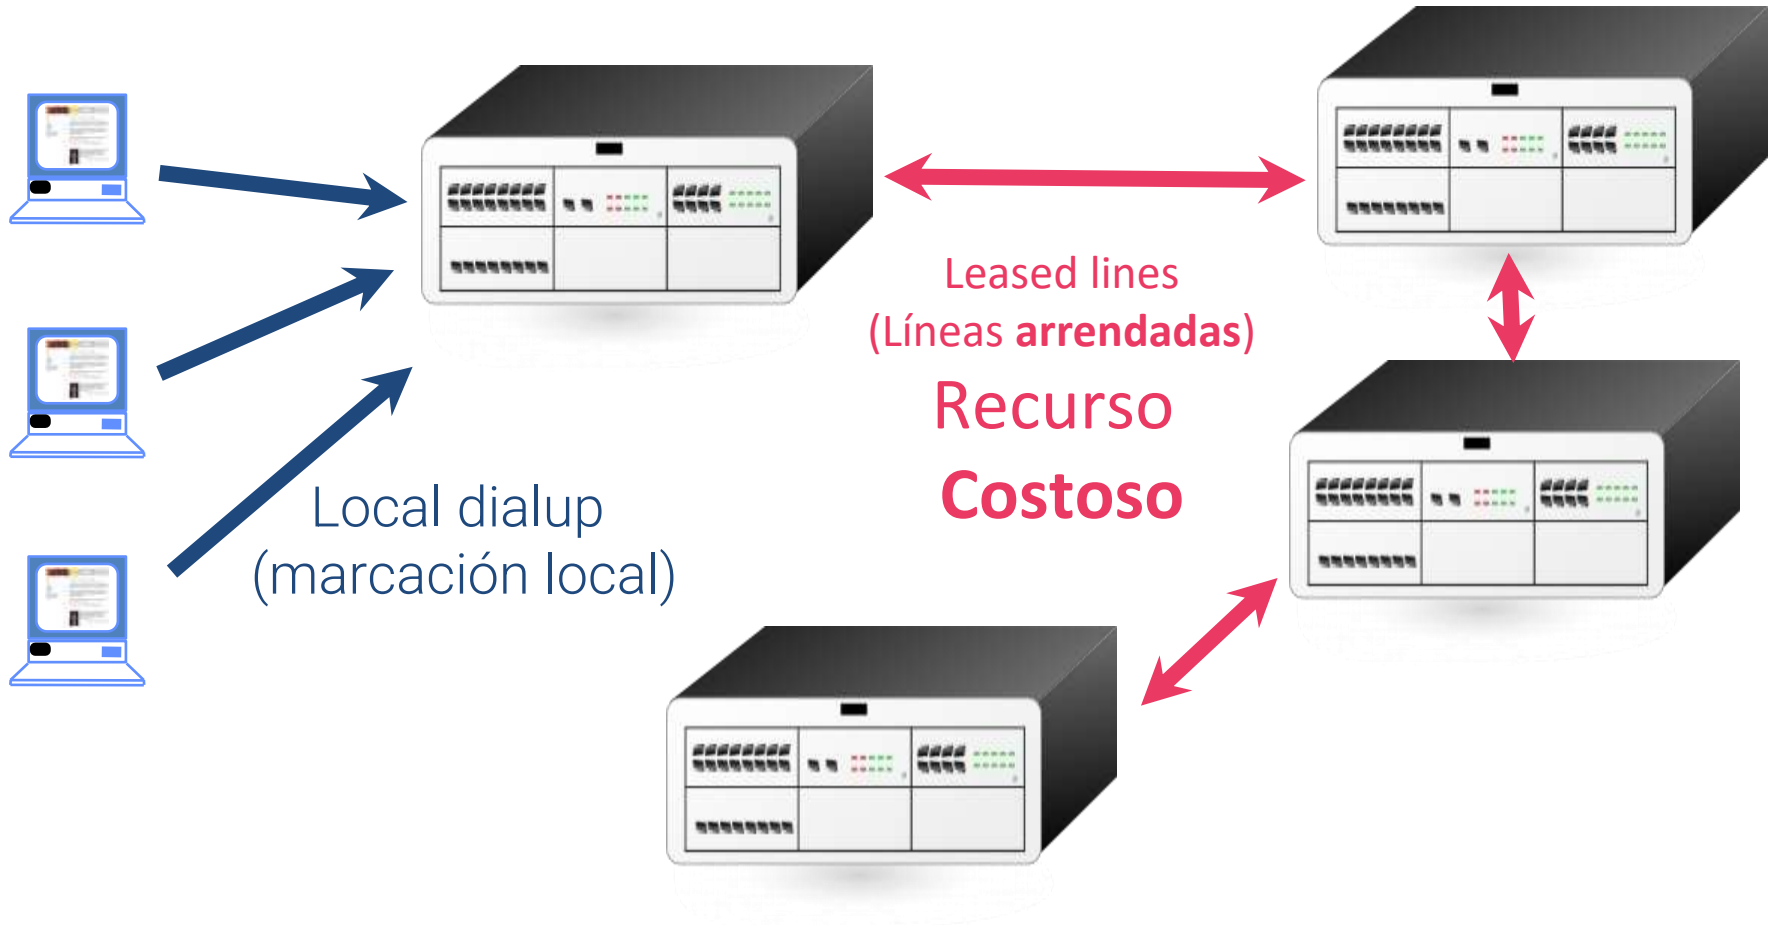 Leased lines
(Líneas arrendadas)
Recurso
Costoso
Local dialup
(marcación local)